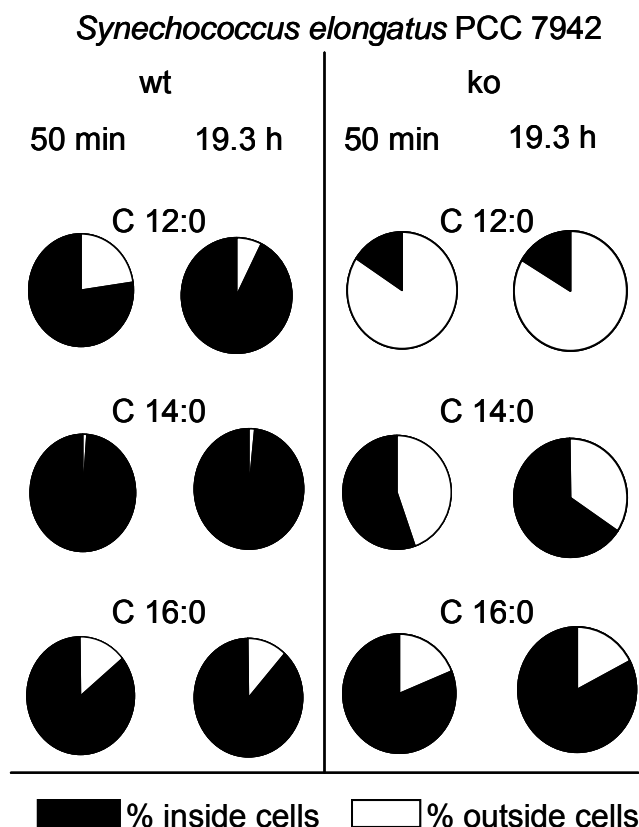 Synechococcus elongatus PCC 7942
wt ko
50 min 19.3 h 50 min 19.3 h
C 12:0 C 12:0
C 14:0 C 14:0
C 16:0 C 16:0
% inside cells % outside cells